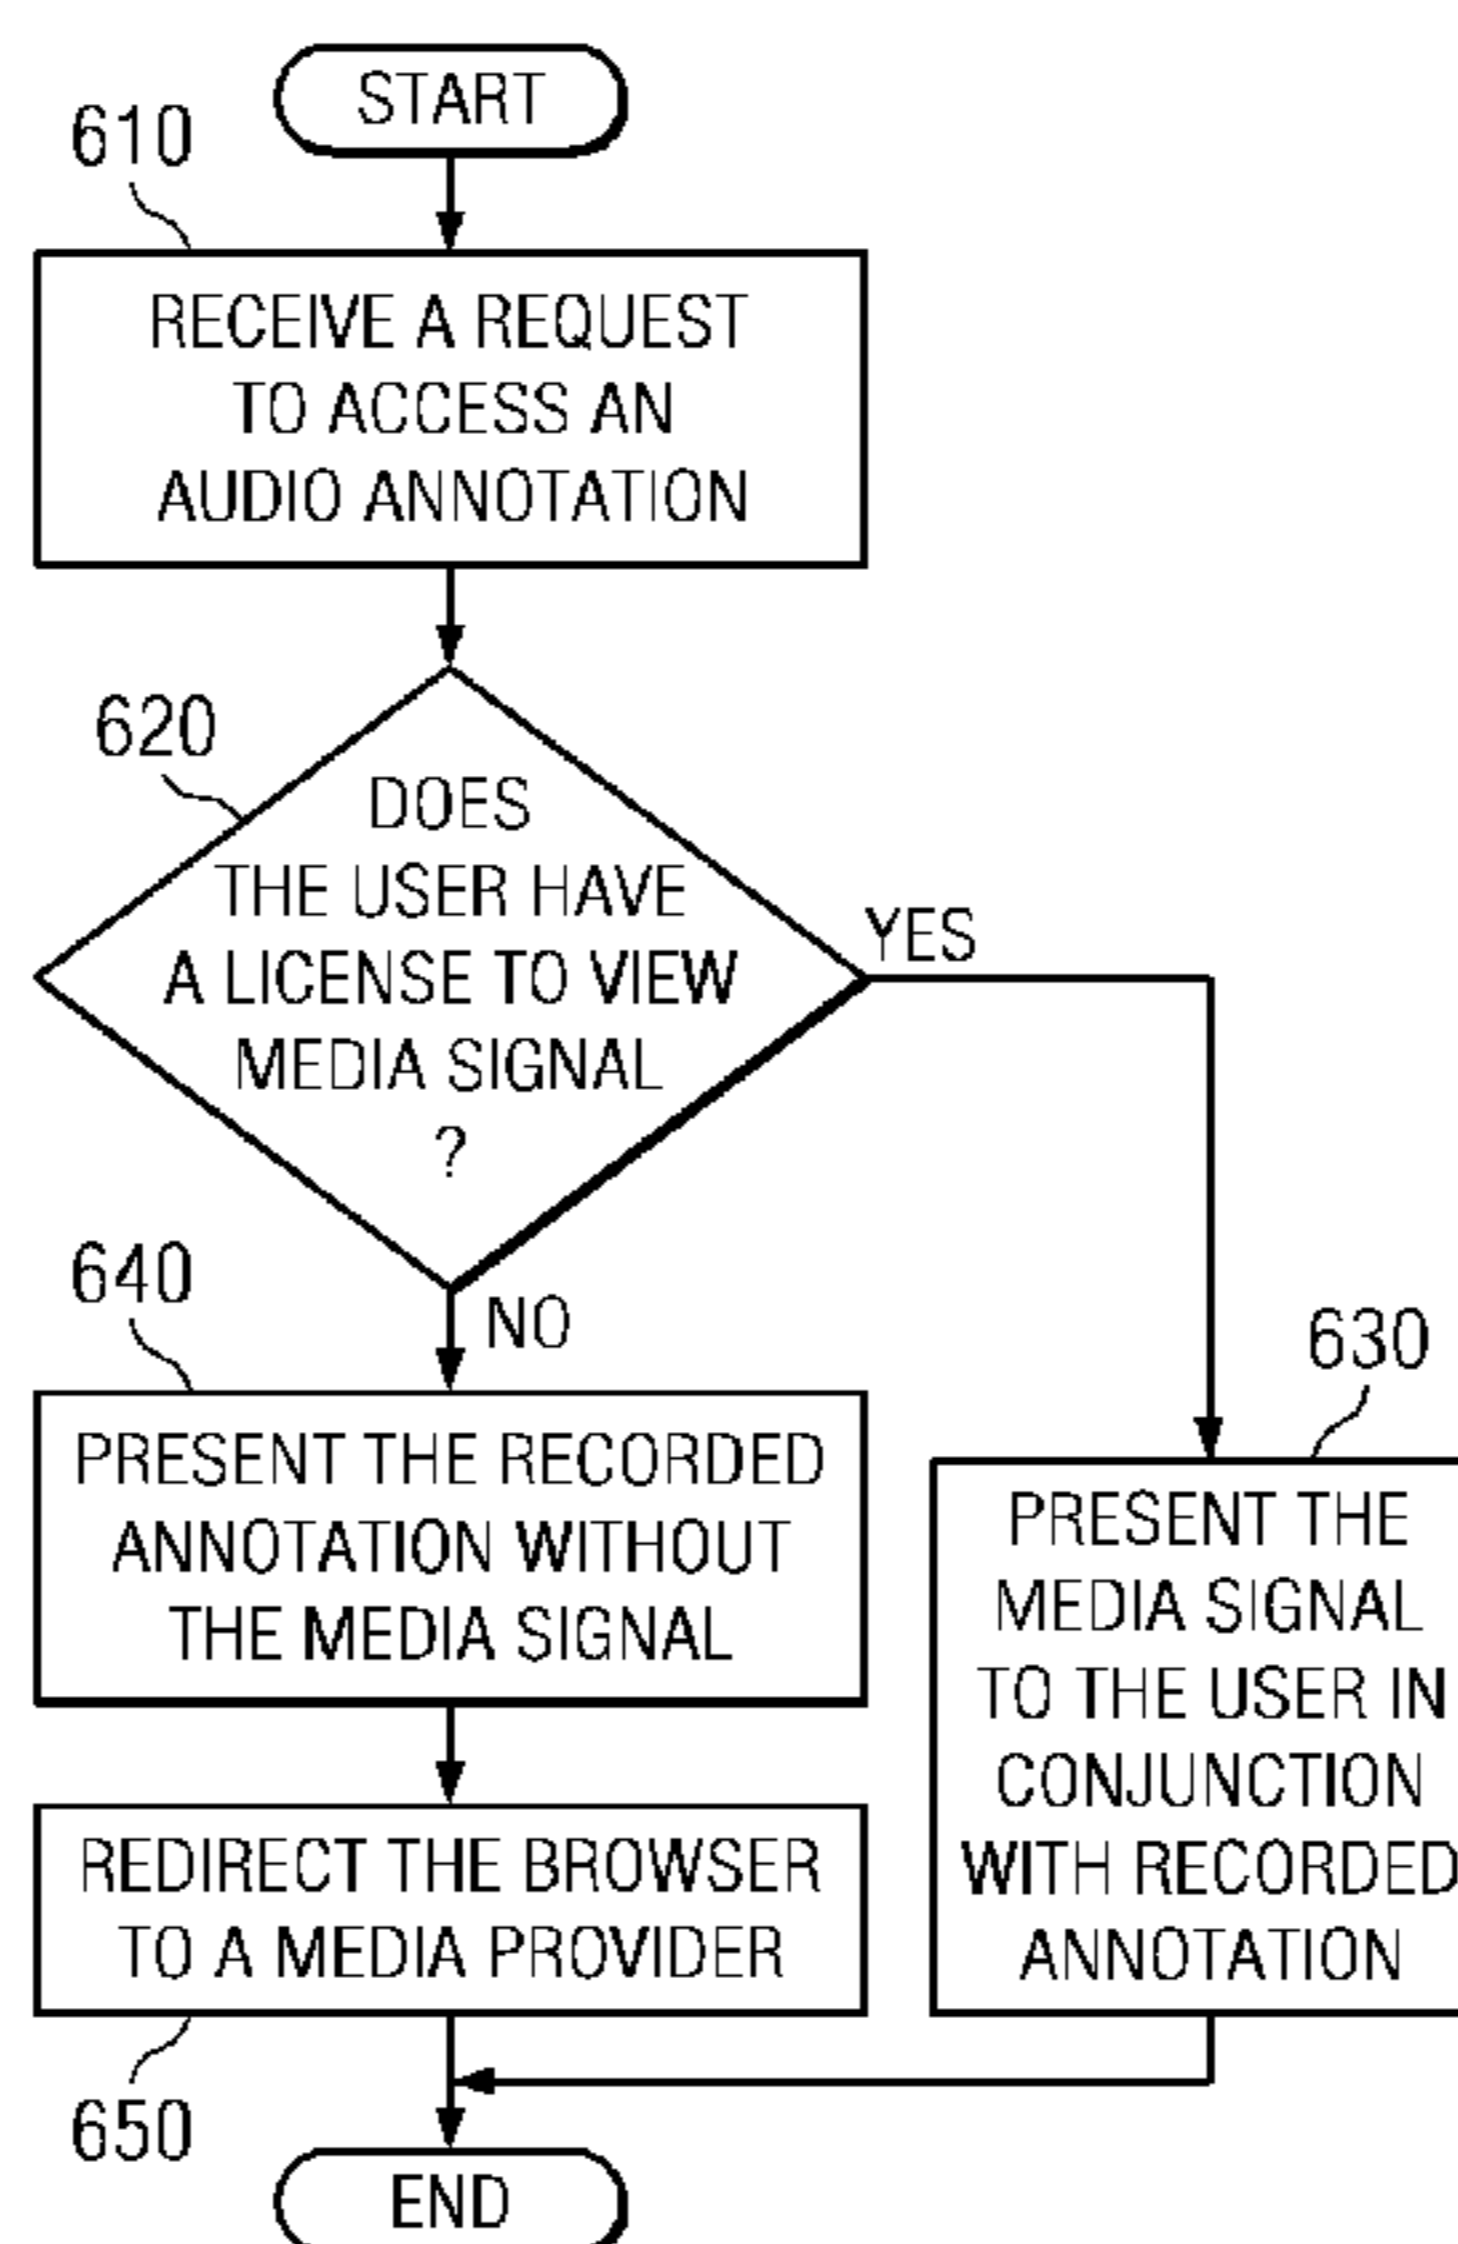 START
610
RECEIVE A REQUEST
TO ACCESS AN
AUDIO ANNOTATION
620
DOES
THE USER HAVE
A LICENSE TO VIEW
MEDIA SIGNAL
?
YES
NO
640
PRESENT THE RECORDED
ANNOTATION WITHOUT
THE MEDIA SIGNAL
630
PRESENT THE
MEDIA SIGNAL
TO THE USER IN
CONJUNCTION
WITH RECORDED
ANNOTATION
REDIRECT THE BROWSER
TO A MEDIA PROVIDER
650
END